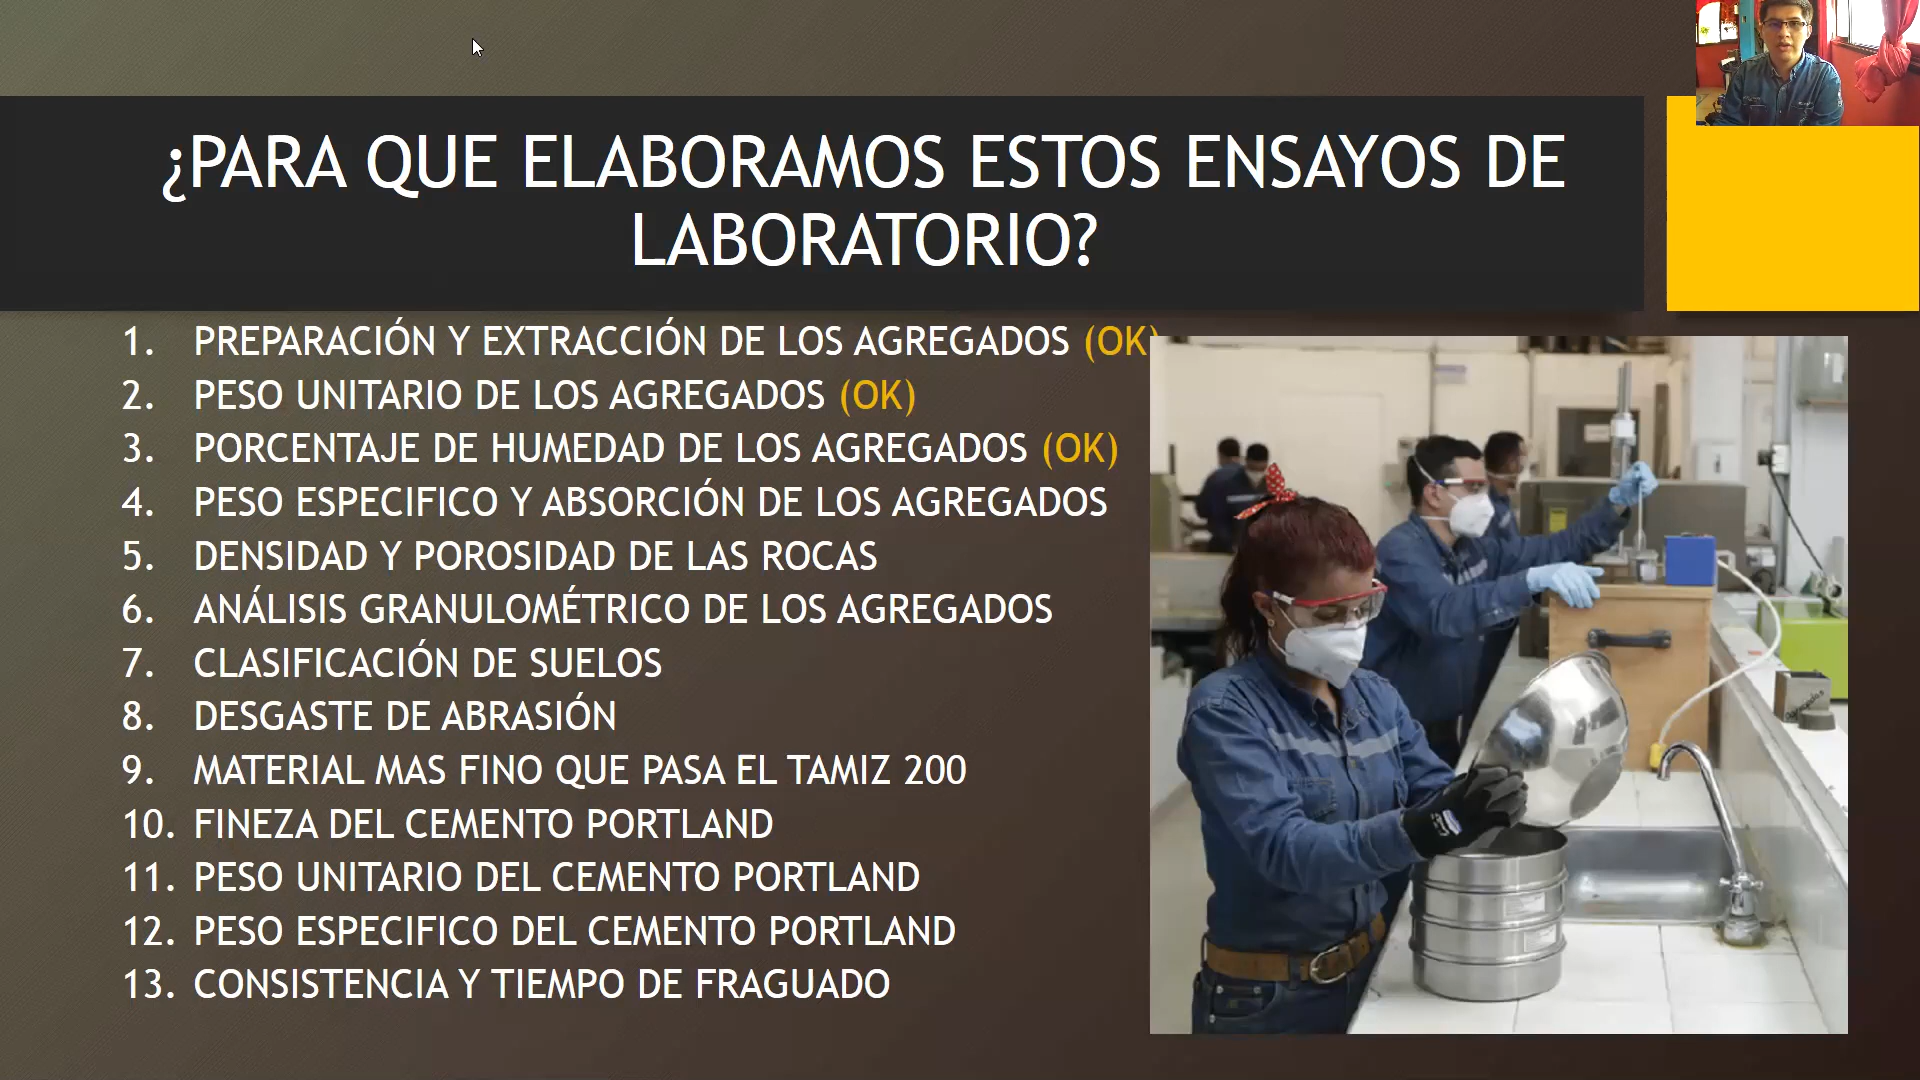 ¿PARA QUE ELABORAMOS ESTOS ENSAYOS DE
LABORATORIO?
1. PREPARACIÓN Y EXTRACCIÓN DE LOS AGREGADOS (OK)
2. PESO UNITARIO DE LOS AGREGADOS (OK)
3. PORCENTAJE DE HUMEDAD DE LOS AGREGADOS (OK)
4. PESO ESPECIFICO Y ABSORCIÓN DE LOS AGREGADOS
5. DENSIDAD Y POROSIDAD DE LAS ROCAS
6. ANÁLISIS GRANULOMÉTRICO DE LOS AGREGADOS
7. CLASIFICACIÓN DE SUELOS
8. DESGASTE DE ABRASIÓN
9. MATERIAL MAS FINO QUE PASA EL TAMIZ 200
10. FINEZA DEL CEMENTO PORTLAND
11. PESO UNITARIO DEL CEMENTO PORTLAND
12. PESO ESPECIFICO DEL CEMENTO PORTLAND
13. CONSISTENCIA Y TIEMPO DE FRAGUADO